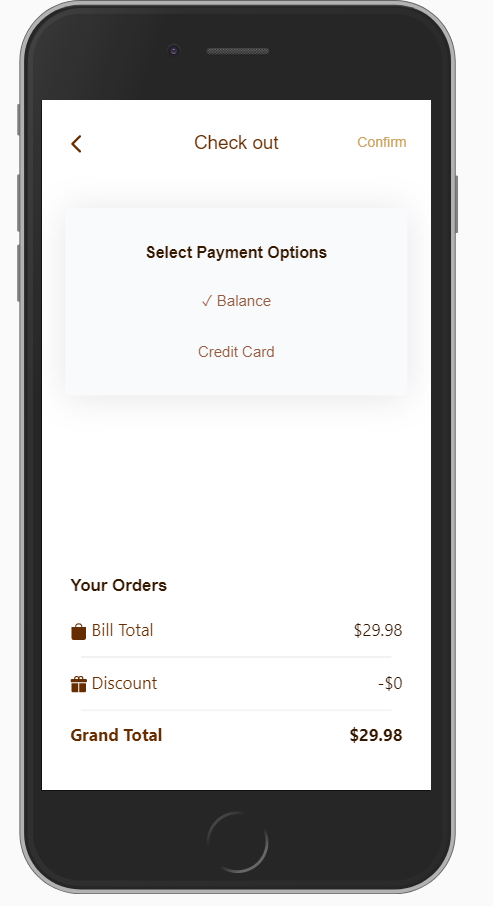 Check out Confirm
Select Payment Options
✓ Balance
Credit Card
Your Orders
Bill Total $29.98
Discount -$0
Grand Total $29.98